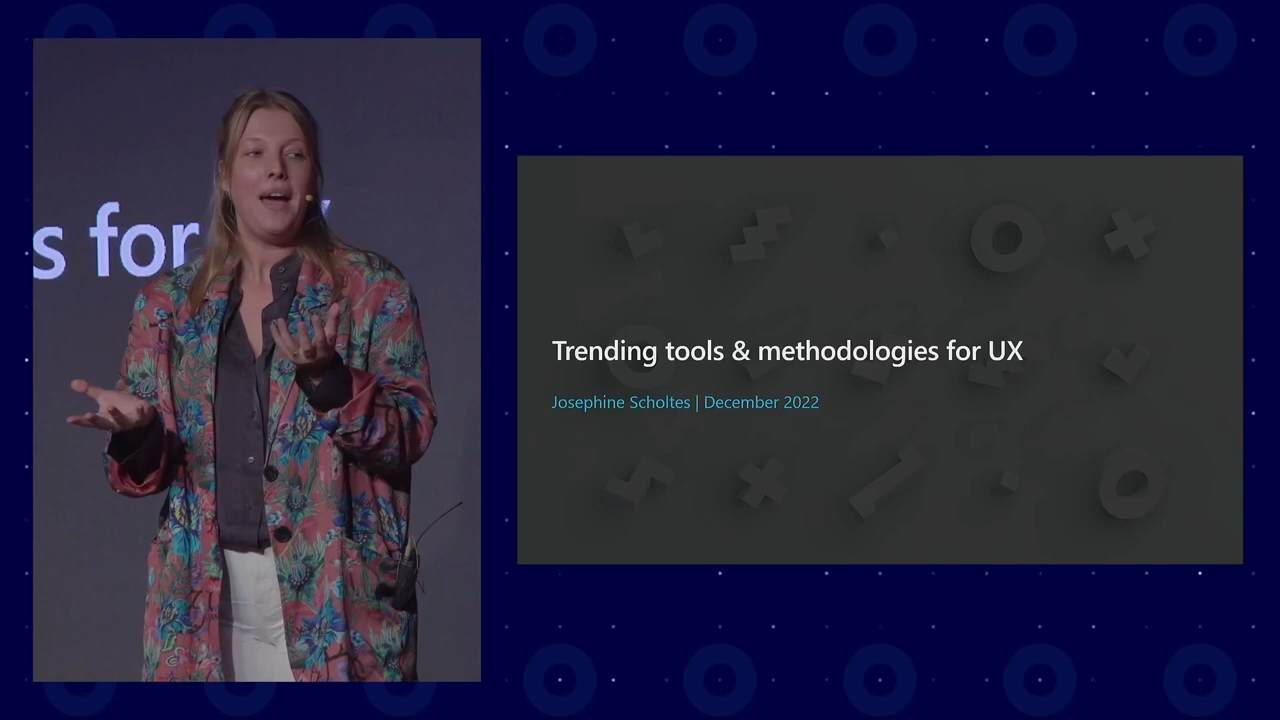 s for
Trending tools & methodologies for UX
Josephine Scholtes | December 2022